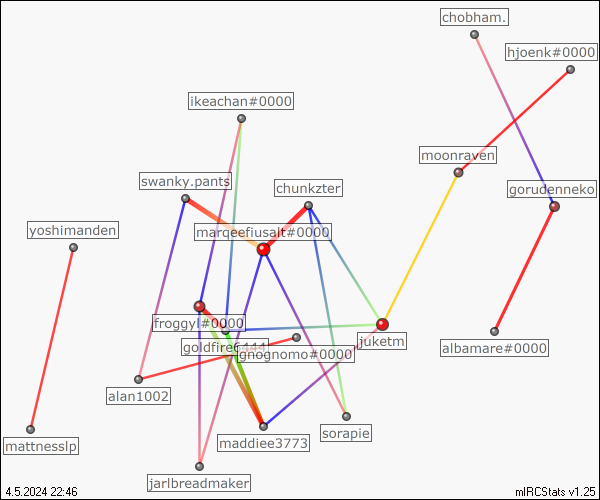 chobham.
hjoenk#0000
ikeachan#0000
moonraven
swanky.pants
chunkzter
gorudenneko
yoshimanden
marqeefiusalt#0000
froggyl#0000
juketm
goldfire6444
gnognomo#0000
albamare#0000
alan1002
sorapie
mattnesslp
maddiee3773
jarlbreadmaker
4.5.2024 22:46
mIRCStats v1.25